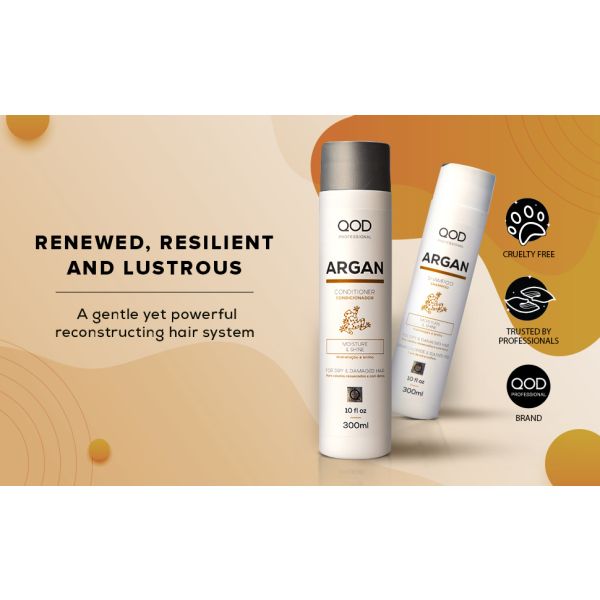 RENEWED, RESILIENT
AND LUSTROUS
A gentle yet powerful
reconstructing hair system
QOD
PROFESSIONAL
ARGAN
CONDITIONER
CONDICIONADOR
MOISTURE
& SHINE
FOR DRY & DAMAGED HAIR
10 fl oz
300ml
QOD
PROFESSIONAL
ARGAN
SHAMPOO
MOISTURE
& SHINE
10 fl oz
300ml
CRUELTY FREE
TRUSTED BY
PROFESSIONALS
QOD
PROFESSIONAL
BRAND